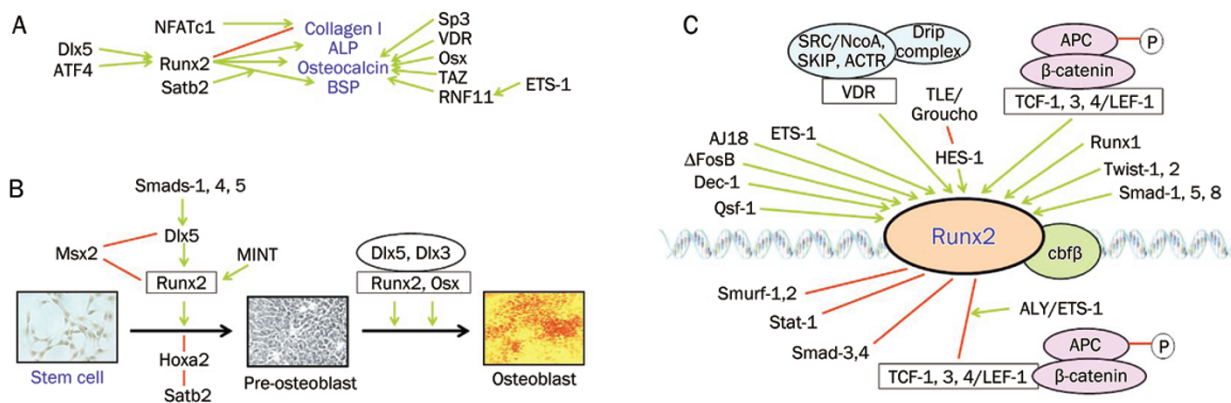 A
NFATc1
Dlx5
ATF4
Runx2
Satb2
Collagen I
ALP
Osteocalcin
BSP
Sp3
VDR
Osx
TAZ
RNF11
ETS-1
B
Smads-1, 4, 5
Dlx5
Msx2
Runx2
MINT
Hoxa2
Satb2
Dlx5, Dlx3
Runx2, Osx
Stem cell
Pre-osteoblast
Osteoblast
C
SRC/NcoA,
SKIP, ACTR
Drip
complex
VDR
TLE/
Groucho
HES-1
APC
P
β-catenin
TCF-1, 3, 4/LEF-1
AJ18
ETS-1
ΔFosB
Dec-1
Qsf-1
Runx1
Twist-1, 2
Smad-1, 5, 8
Runx2
cbfβ
Smurf-1,2
Stat-1
Smad-3,4
ALY/ETS-1
TCF-1, 3, 4/LEF-1
APC
P
β-catenin